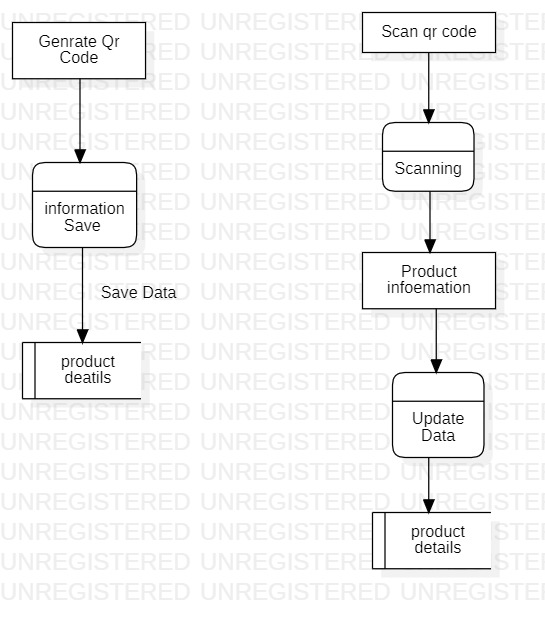 Genrate Qr
Code
information
Save
Save Data
product
deatils
Scan qr code
Scanning
Product
infoemation
Update
Data
product
details
UNREGISTERED UNREGISTERED